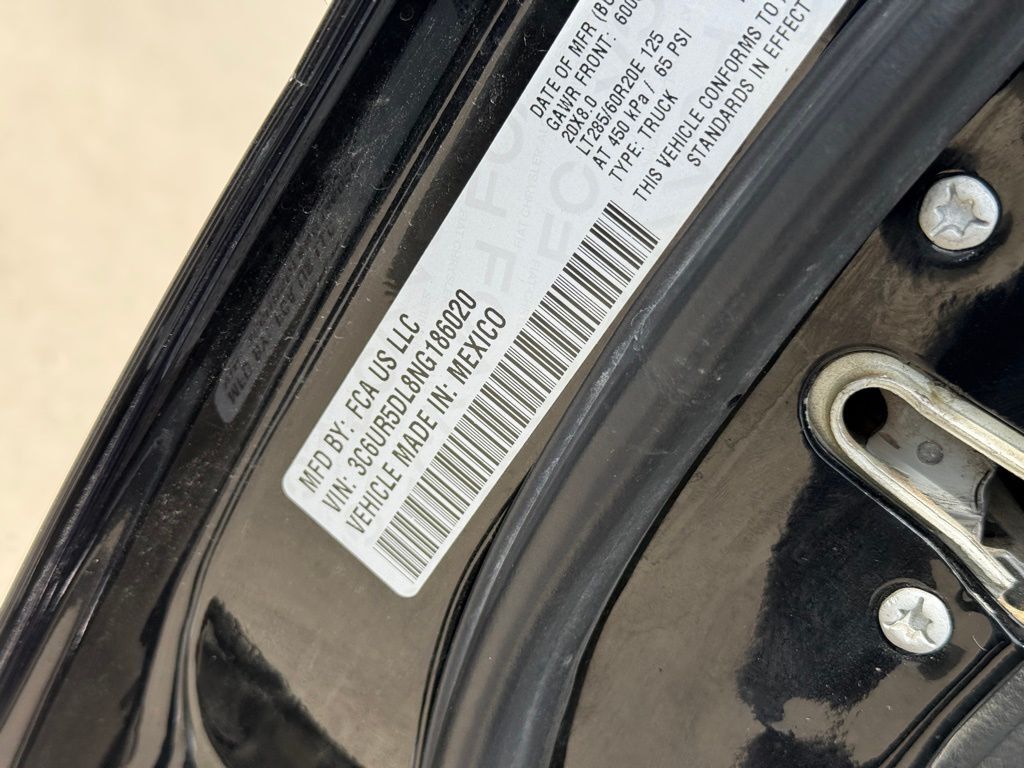 MFD BY: FCA US LLC
VIN: 3C6UR5DL8NG186020
VEHICLE MADE IN: MEXICO
DATE OF MFR
GAWR FRONT:
20X8.0
LT285/60R20E 125
AT 450 kPa / 65 PSI
TYPE: TRUCK
THIS VEHICLE CONFORMS TO
STANDARDS IN EFFECT